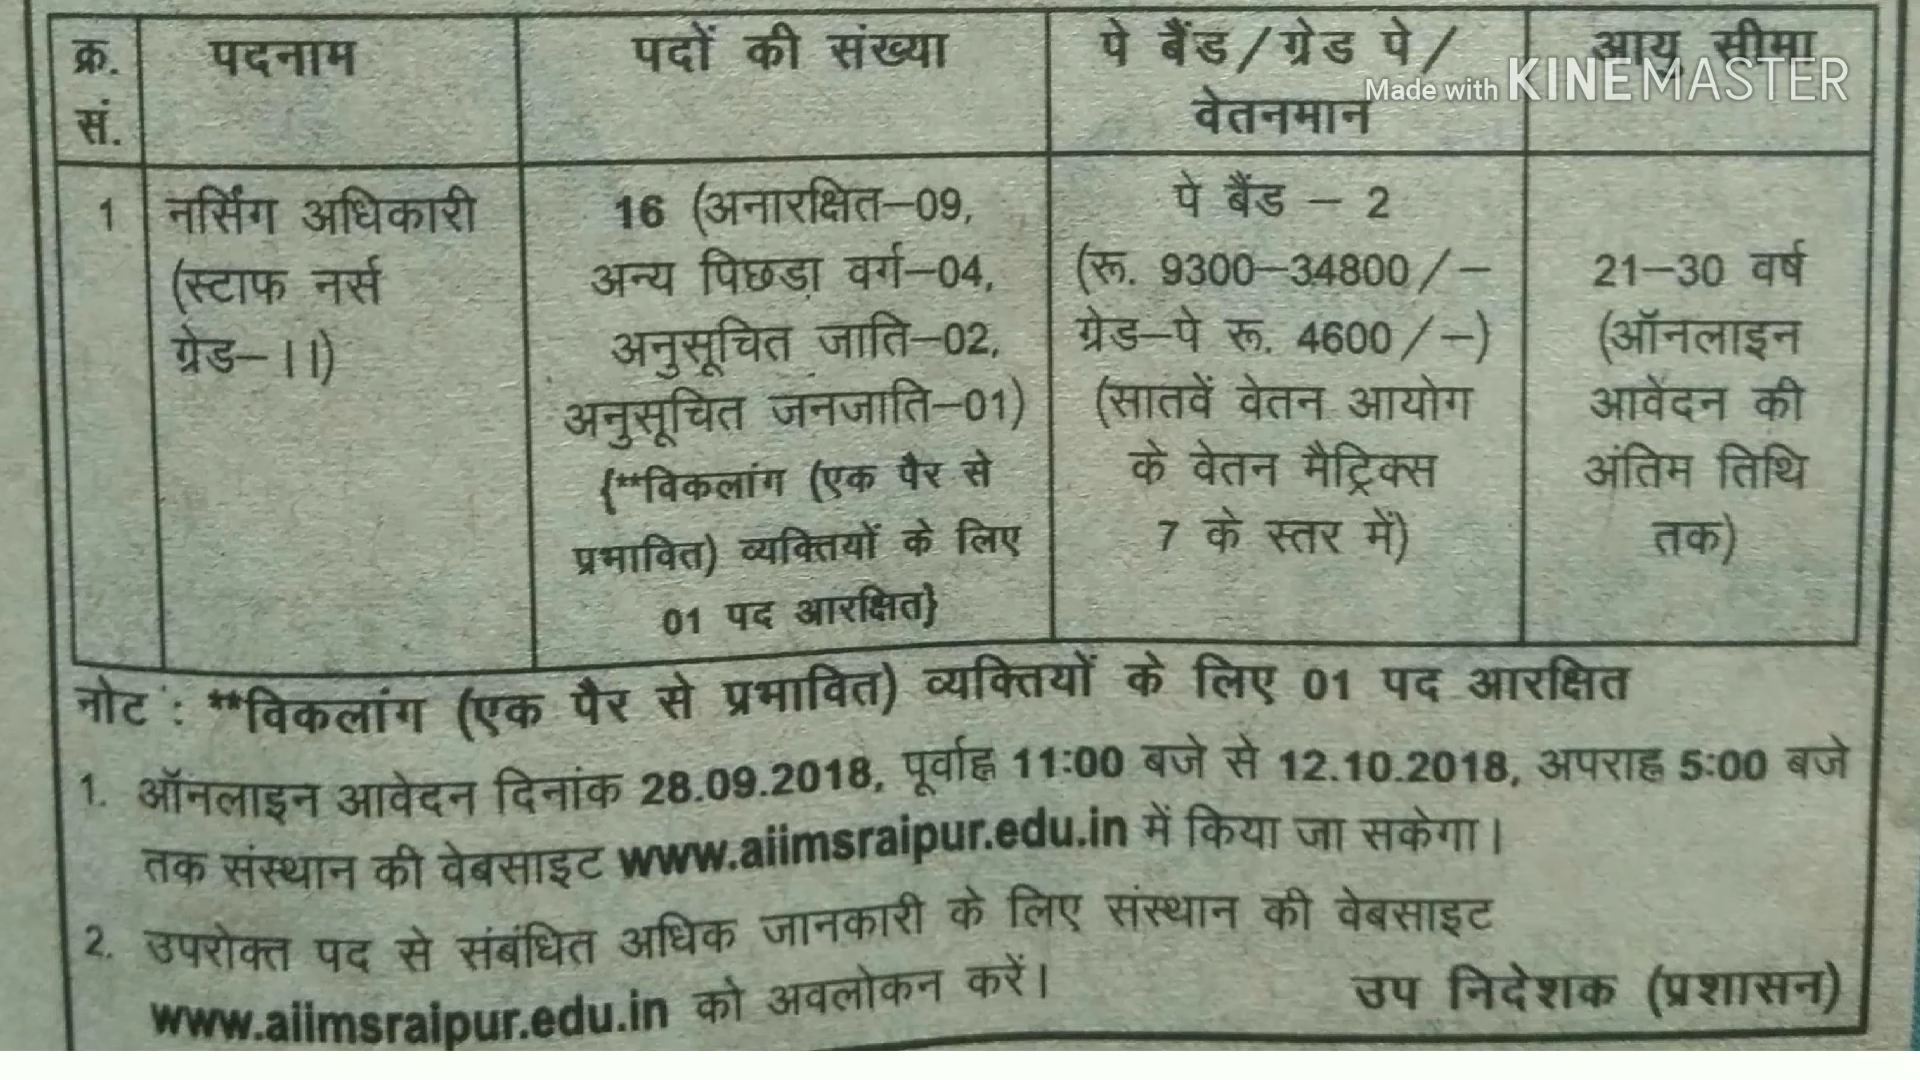 क्र. सं.
पदनाम
पदों की संख्या
पे बैंड/ग्रेड पे/
वेतनमान
आयु सीमा
Made with KINEMASTER
1
नर्सिंग अधिकारी
(स्टाफ नर्स
ग्रेड-II)
16 (अनारक्षित-09,
अन्य पिछड़ा वर्ग-04,
अनुसूचित जाति-02,
अनुसूचित जनजाति-01)
{**विकलांग (एक पैर से
प्रभावित) व्यक्तियों के लिए
01 पद आरक्षित}
पे बैंड - 2
(रू. 9300-34800/-
ग्रेड-पे रू. 4600/-)
(सातवें वेतन आयोग
के वेतन मैट्रिक्स
7 के स्तर में)
21-30 वर्ष
(ऑनलाइन
आवेदन की
अंतिम तिथि
तक)
नोट : **विकलांग (एक पैर से प्रभावित) व्यक्तियों के लिए 01 पद आरक्षित
1. ऑनलाइन आवेदन दिनांक 28.09.2018, पूर्वाह्न 11:00 बजे से 12.10.2018, अपराह्न 5:00 बजे
तक संस्थान की वेबसाइट www.aiimsraipur.edu.in में किया जा सकेगा।
2. उपरोक्त पद से संबंधित अधिक जानकारी के लिए संस्थान की वेबसाइट
www.aiimsraipur.edu.in को अवलोकन करें।
उप निदेशक (प्रशासन)